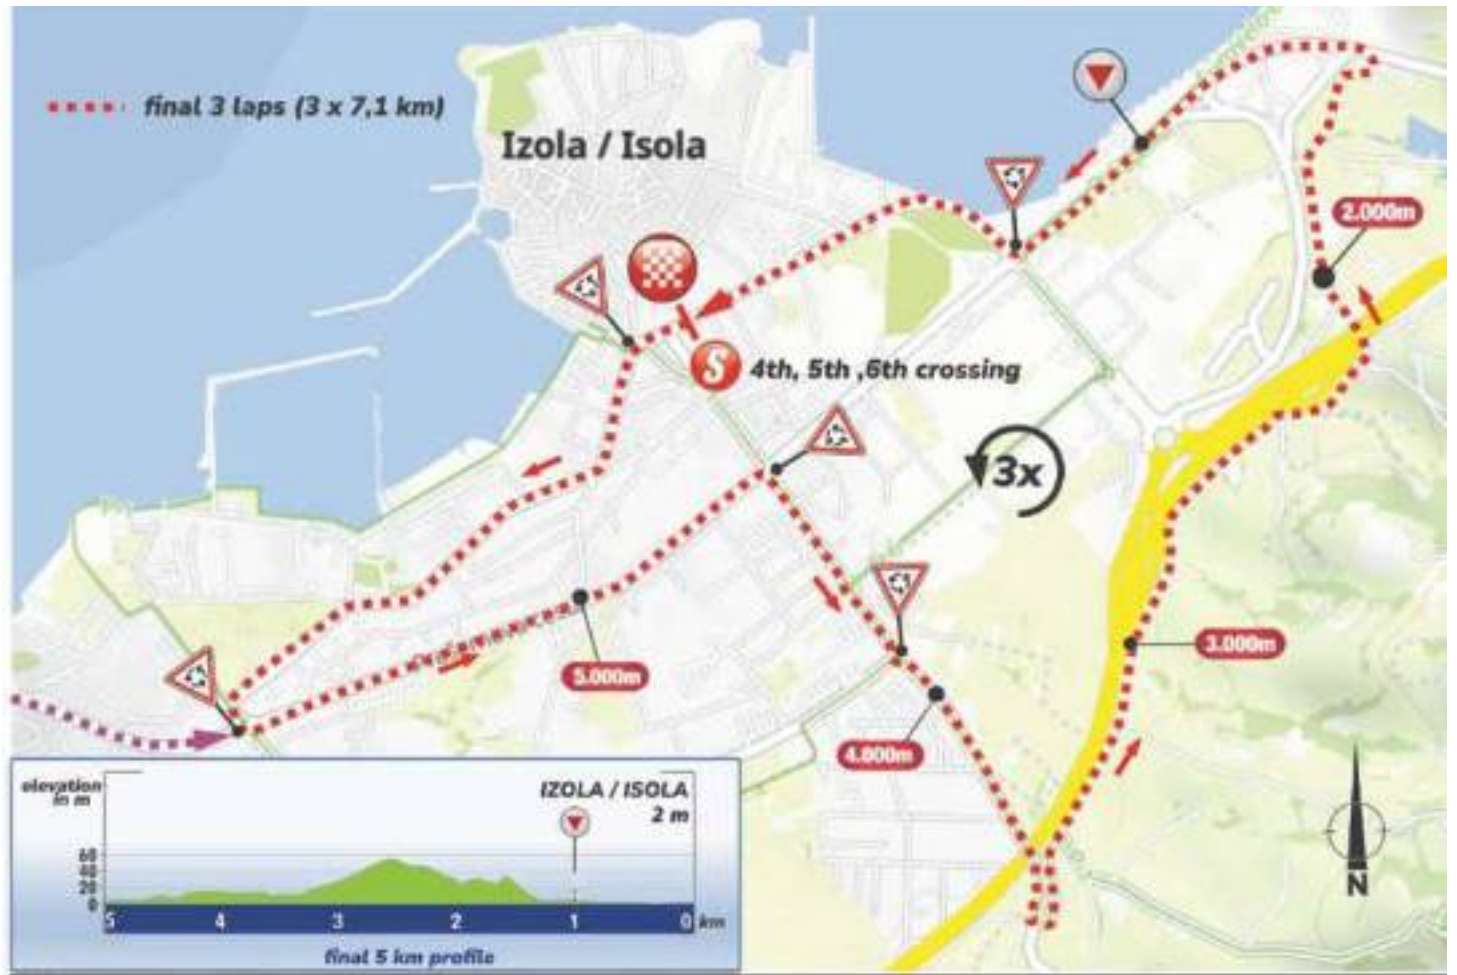 final 3 laps (3 x 7,1 km)
Izola / Isola
2.000m
S
4th, 5th ,6th crossing
3x
3.000m
5.000m
4.000m
elevation
in m
IZOLA / ISOLA
2 m
60
40
20
0
5 4 3 2 1 0 km
final 5 km profile
N